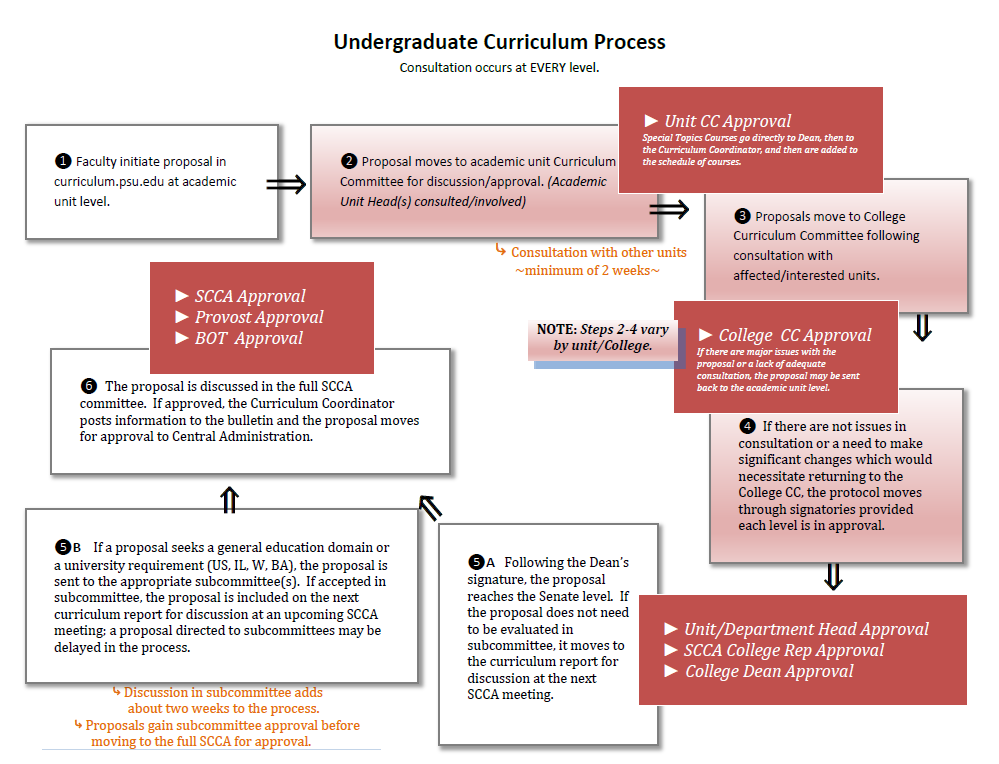 Undergraduate Curriculum Process
Consultation occurs at EVERY level.
► Unit CC Approval
Special Topics Courses go directly to Dean, then to
the Curriculum Coordinator, and then are added to
the schedule of courses.
❶ Faculty initiate proposal in
curriculum.psu.edu at academic
unit level.
⇒
❷ Proposal moves to academic unit Curriculum
Committee for discussion/approval. (Academic
Unit Head(s) consulted/involved)
⇒
↳ Consultation with other units
~minimum of 2 weeks~
❸ Proposals move to College
Curriculum Committee following
consultation with
affected/interested units.
⇓
NOTE: Steps 2-4 vary
by unit/College.
► College CC Approval
If there are major issues with the
proposal or a lack of adequate
consultation, the proposal may be sent
back to the academic unit level.
❹ If there are not issues in
consultation or a need to make
significant changes which would
necessitate returning to the
College CC, the protocol moves
through signatories provided
each level is in approval.
⇓
► Unit/Department Head Approval
► SCCA College Rep Approval
► College Dean Approval
❺A Following the Dean's
signature, the proposal
reaches the Senate level. If
the proposal does not need
to be evaluated in
subcommittee, it moves to
the curriculum report for
discussion at the next
SCCA meeting.
❺B If a proposal seeks a general education domain or
a university requirement (US, IL, W, BA), the proposal is
sent to the appropriate subcommittee(s). If accepted in
subcommittee, the proposal is included on the next
curriculum report for discussion at an upcoming SCCA
meeting; a proposal directed to subcommittees may be
delayed in the process.
↳ Discussion in subcommittee adds
about two weeks to the process.
↳ Proposals gain subcommittee approval before
moving to the full SCCA for approval.
⇑
► SCCA Approval
► Provost Approval
► BOT Approval
❻ The proposal is discussed in the full SCCA
committee. If approved, the Curriculum Coordinator
posts information to the bulletin and the proposal moves
for approval to Central Administration.